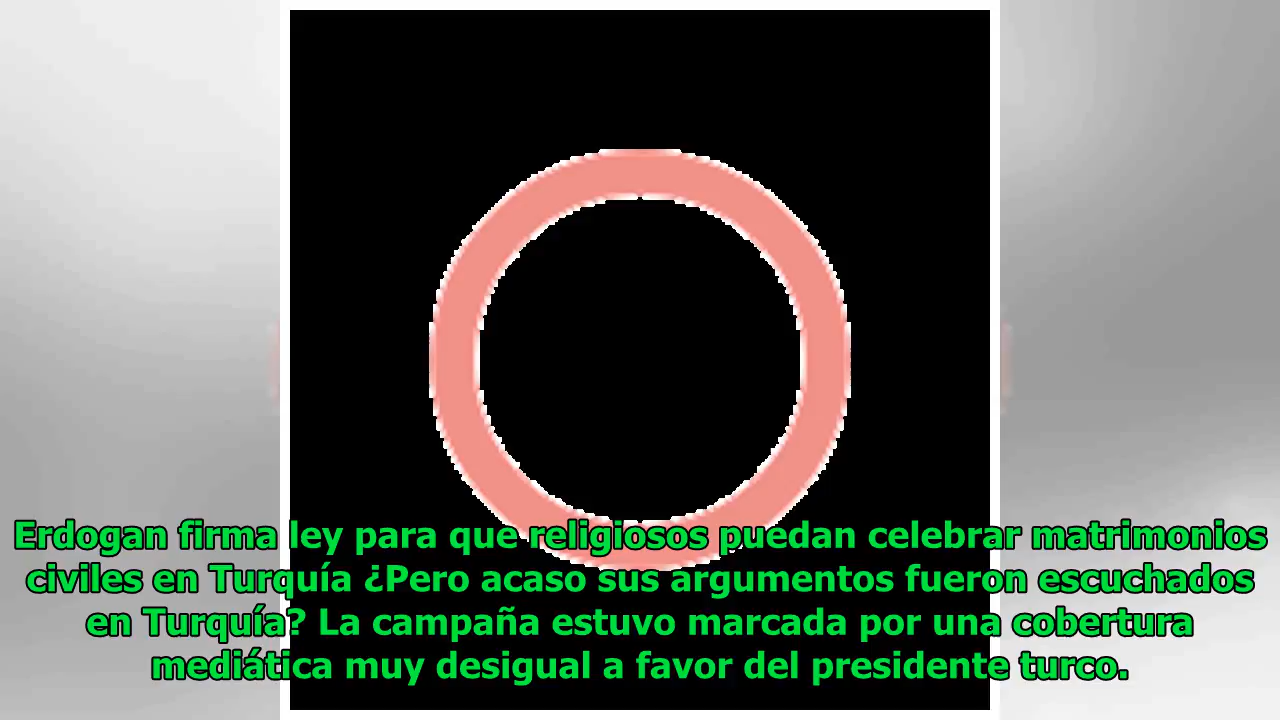 Erdogan firma ley para que religiosos puedan celebrar matrimonios
civiles en Turquía ¿Pero acaso sus argumentos fueron escuchados
en Turquía? La campaña estuvo marcada por una cobertura
mediática muy desigual a favor del presidente turco.